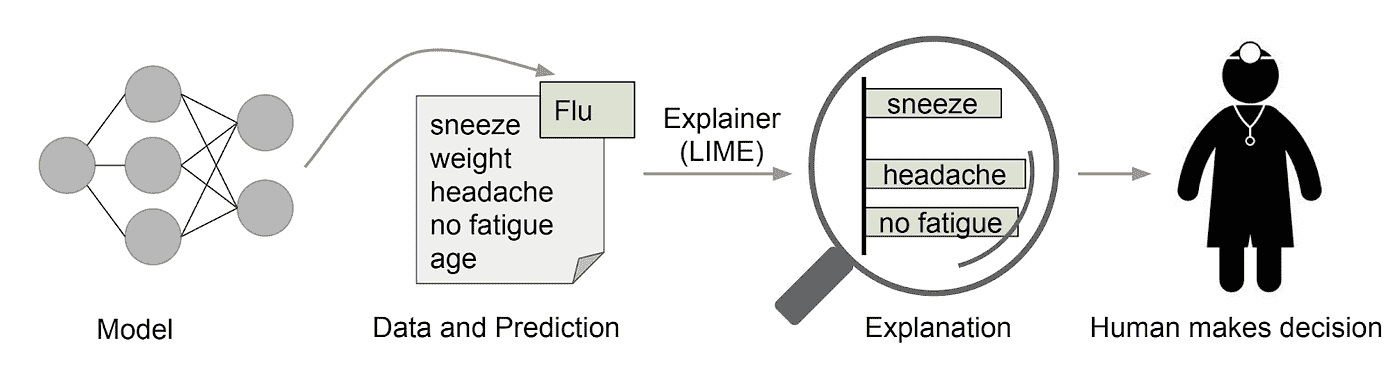 Flu
sneeze
weight
headache
no fatigue
age
Explainer
(LIME)
sneeze
headache
no fatigue
Model
Data and Prediction
Explanation
Human makes decision